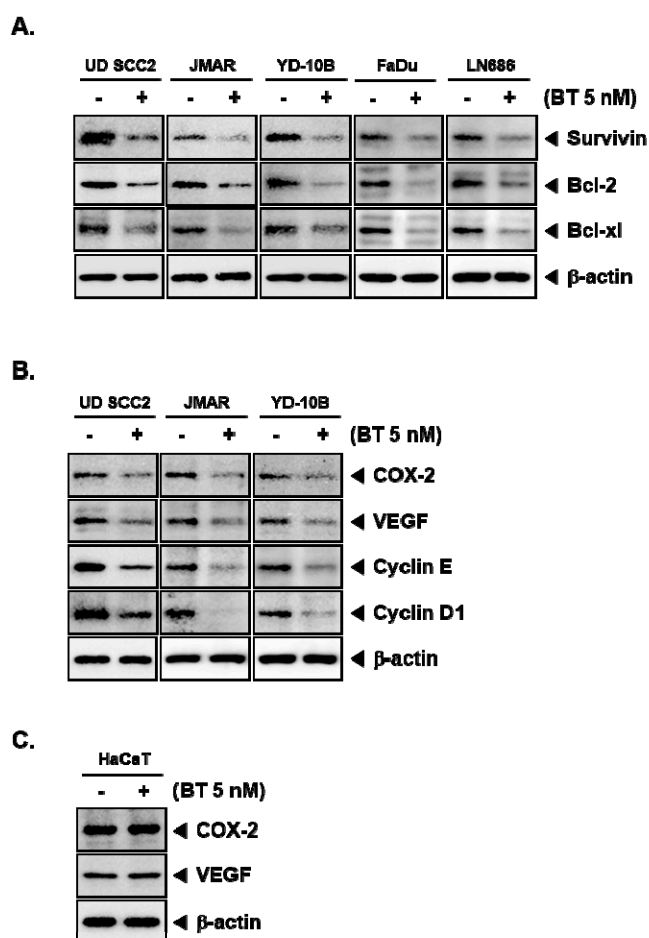 A.
UD SCC2 JMAR YD-10B FaDu LN686
- + - + - + - + - + (BT 5 nM)
◄ Survivin
◄ Bcl-2
◄ Bcl-xl
◄ β-actin
B.
UD SCC2 JMAR YD-10B
- + - + - + (BT 5 nM)
◄ COX-2
◄ VEGF
◄ Cyclin E
◄ Cyclin D1
◄ β-actin
C.
HaCaT
- + (BT 5 nM)
◄ COX-2
◄ VEGF
◄ β-actin